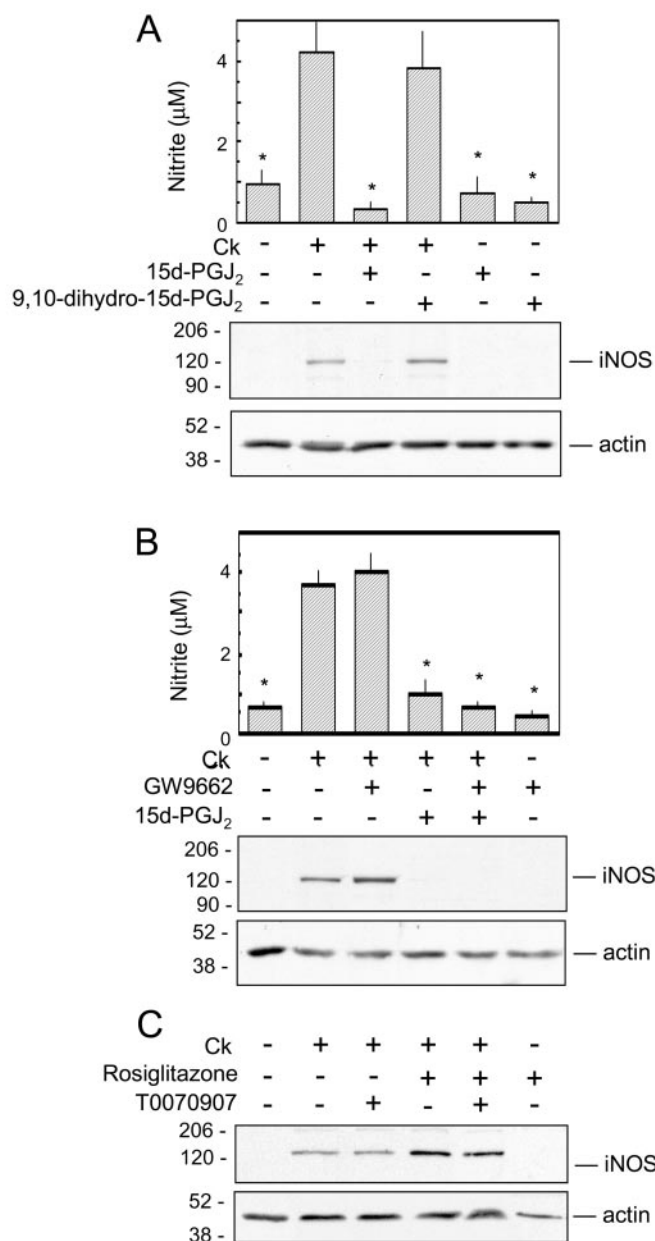 A
4
2
0
Nitrite (μM)
* * * * *
Ck - + + + - -
15d-PGJ₂ - - + - + -
9,10-dihydro-15d-PGJ₂ - - - + - +
206 -
120 - — iNOS
90 -
52 - — actin
38 -
B
4
2
0
Nitrite (μM)
* * * *
Ck - + + + + -
GW9662 - - + - + +
15d-PGJ₂ - - - + + -
206 -
120 - — iNOS
90 -
52 - — actin
38 -
C
Ck - + + + + -
Rosiglitazone - - - + + +
T0070907 - - + - + -
206 -
120 - — iNOS
52 - — actin
38 -